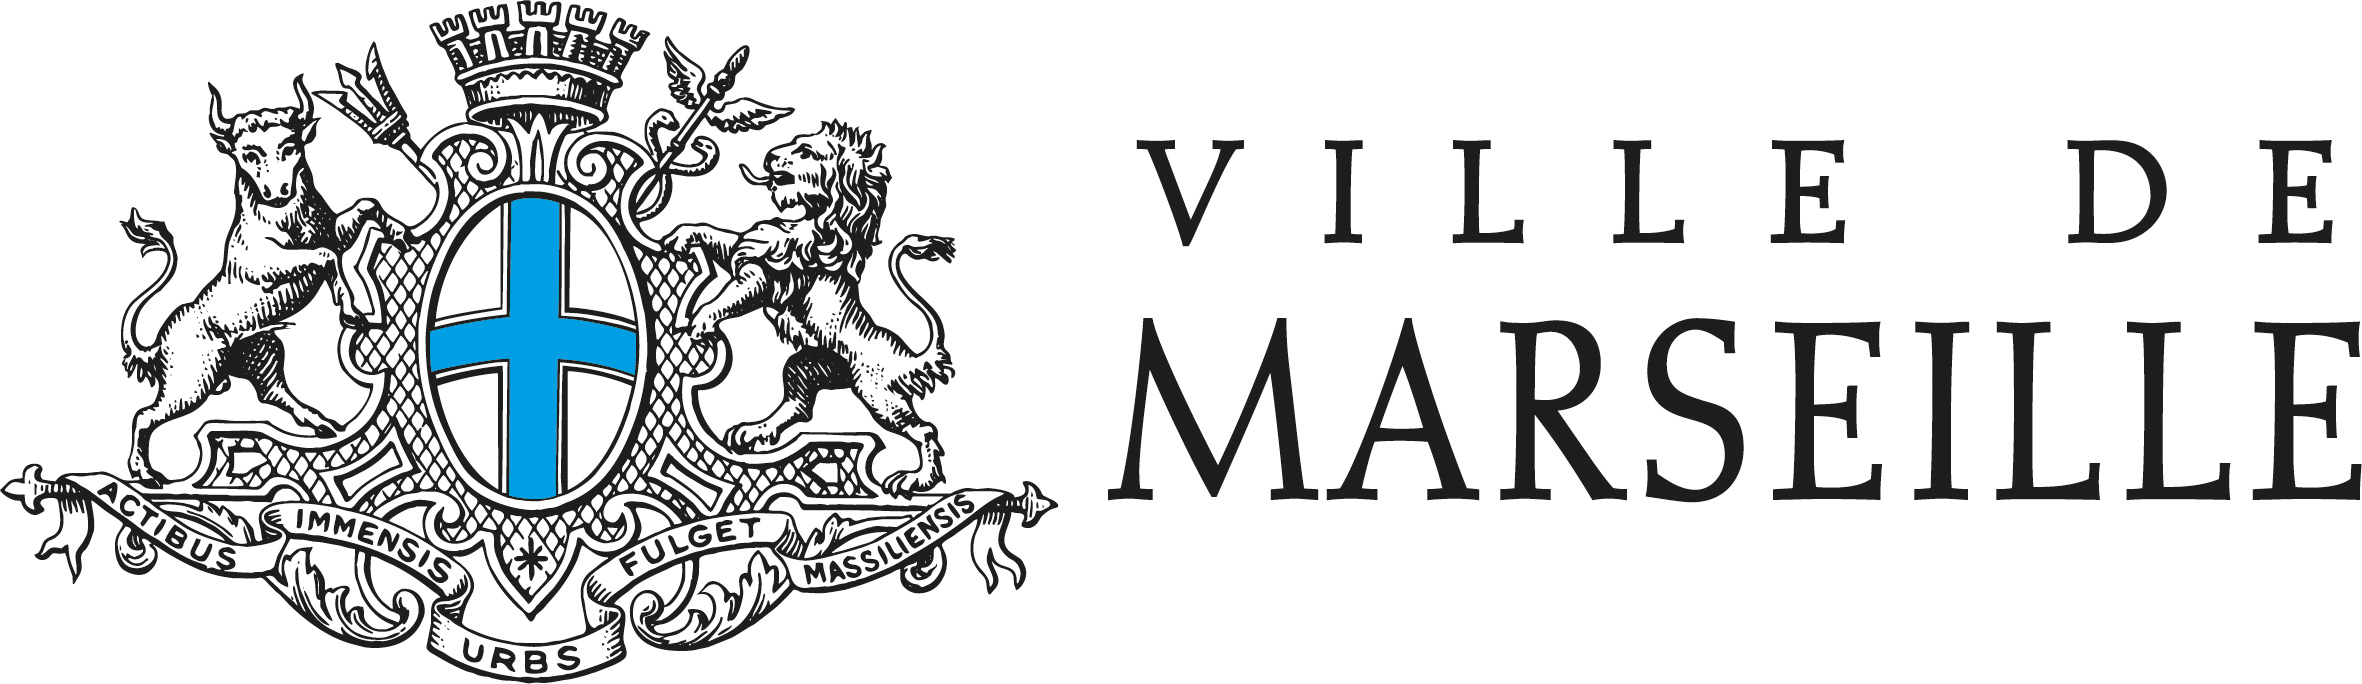 VILLE DE
MARSEILLE
ACTIBUS IMMENSIS URBS FULGET MASSILIENSIS